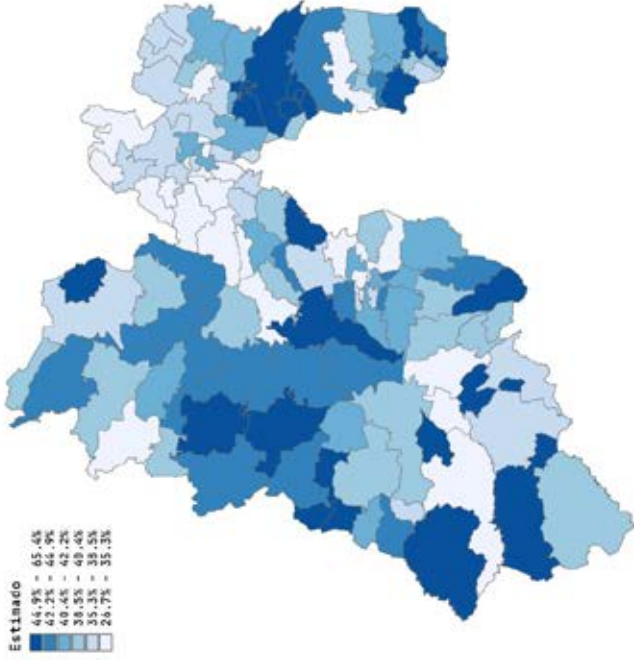 Estimado
44.9% - 65.4%
42.2% - 44.9%
40.4% - 42.2%
38.5% - 40.4%
35.3% - 38.5%
26.7% - 35.3%